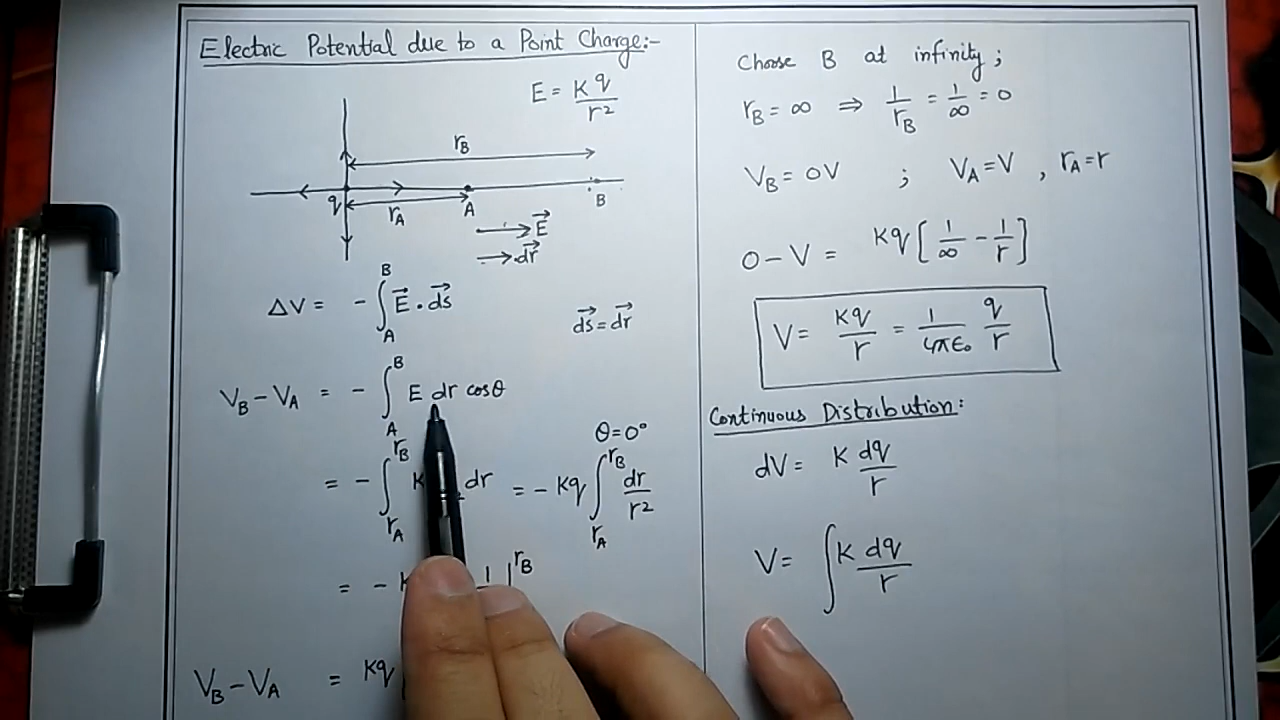 Electric Potential due to a Point Charge:-
E = Kq/r²
r_B
q r_A A B
E⃗
dr⃗
ΔV = - ∫_A^B E⃗ . ds⃗
ds⃗ = dr⃗
V_B - V_A = - ∫_A^B E dr cosθ
θ = 0°
= - ∫_{r_A}^{r_B} K dr = - Kq ∫_{r_A}^{r_B} dr/r²
= - K 1 |^{r_B}
V_B - V_A = Kq
Choose B at infinity ;
r_B = ∞ ⇒ 1/r_B = 1/∞ = 0
V_B = 0V ; V_A = V , r_A = r
0 - V = Kq [ 1/∞ - 1/r ]
V = Kq/r = 1/4πε₀ q/r
Continuous Distribution:
dV = K dq/r
V = ∫ K dq/r